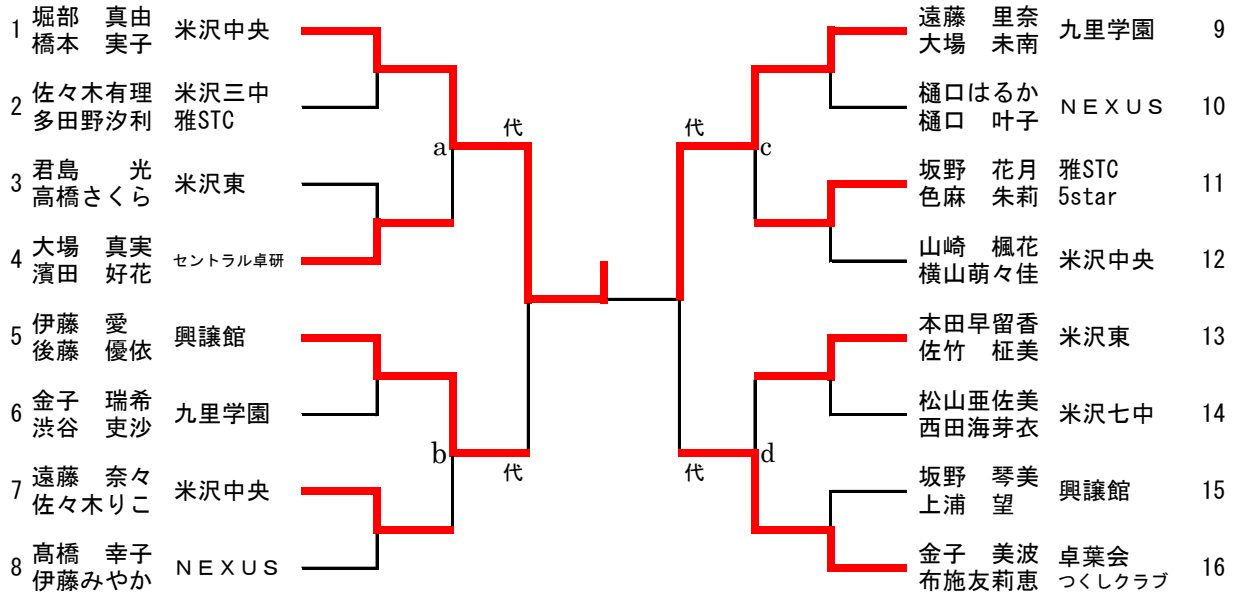 1 堀部　真由 米沢中央
橋本　実子
2 佐々木有理 米沢三中
多田野汐利 雅STC
3 君島　　光 米沢東
高橋さくら
4 大場　真実 セントラル卓研
濱田　好花
5 伊藤　愛 興譲館
後藤　優依
6 金子　瑞希 九里学園
渋谷　吏沙
7 遠藤　奈々 米沢中央
佐々木りこ
8 髙橋　幸子 ＮＥＸＵＳ
伊藤みやか
a
代
b
代
代
c
代
d
遠藤　里奈 九里学園 9
大場　未南
樋口はるか ＮＥＸＵＳ 10
樋口　叶子
坂野　花月 雅STC 11
色麻　朱莉 5star
山崎　楓花 米沢中央 12
横山萌々佳
本田早留香 米沢東 13
佐竹　柾美
松山亜佐美 米沢七中 14
西田海芽衣
坂野　琴美 興譲館 15
上浦　望
金子　美波 卓葉会 16
布施友莉恵 つくしクラブ